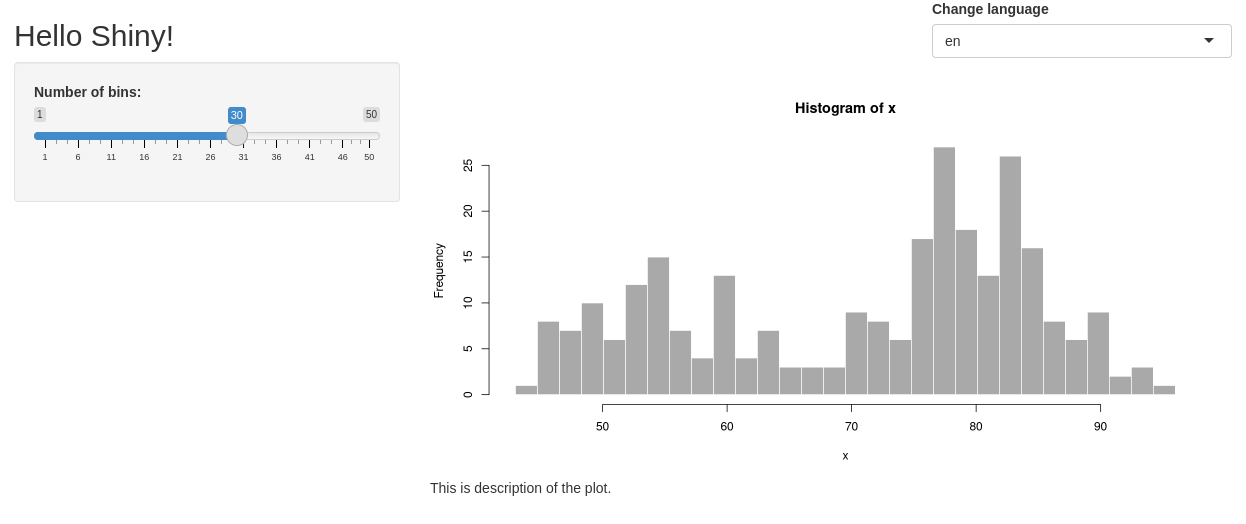 Change language
Hello Shiny!
en
Number of bins:
1 30 50
1 6 11 16 21 26 31 36 41 46 50
Histogram of x
Frequency
25
20
15
10
5
0
50 60 70 80 90
x
This is description of the plot.